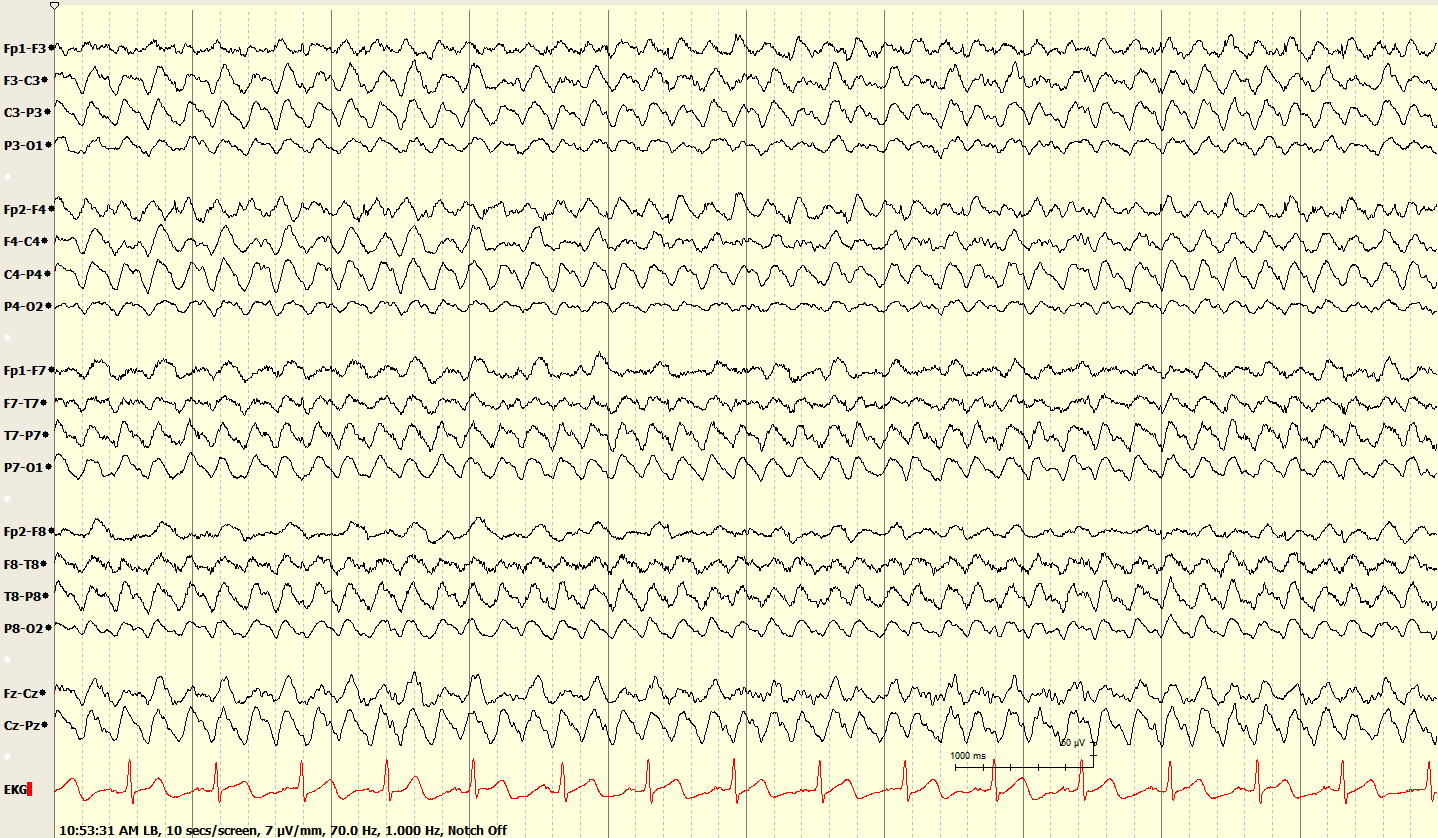 Fp1-F3
F3-C3
C3-P3
P3-O1
Fp2-F4
F4-C4
C4-P4
P4-O2
Fp1-F7
F7-T7
T7-P7
P7-O1
Fp2-F8
F8-T8
T8-P8
P8-O2
Fz-Cz
Cz-Pz
50 µV
1000 ms
EKG
10:53:31 AM LB, 10 secs/screen, 7 µV/mm, 70.0 Hz, 1.000 Hz, Notch Off